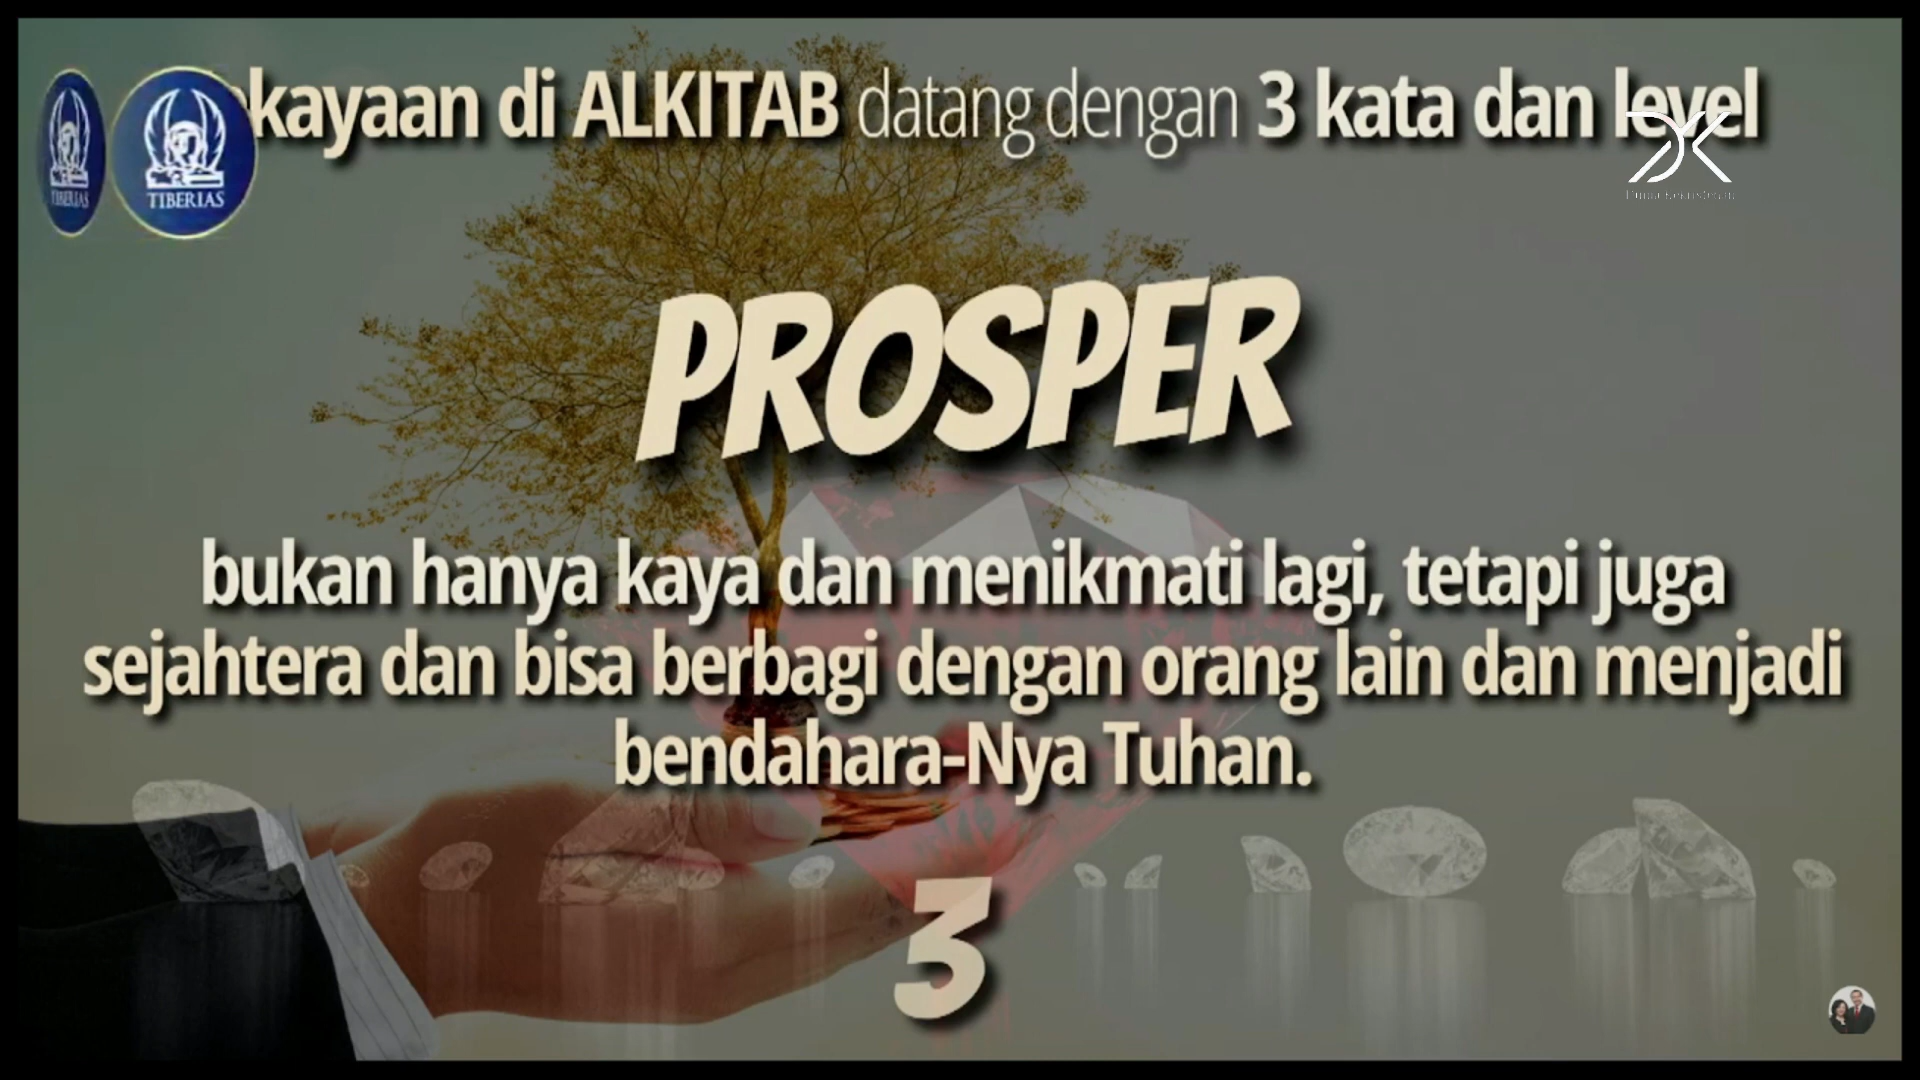 kayaan di ALKITAB datang dengan 3 kata dan level
TIBERIAS
TIBERIAS
DK
PROSPER
bukan hanya kaya dan menikmati lagi, tetapi juga
sejahtera dan bisa berbagi dengan orang lain dan menjadi
bendahara-Nya Tuhan.
3